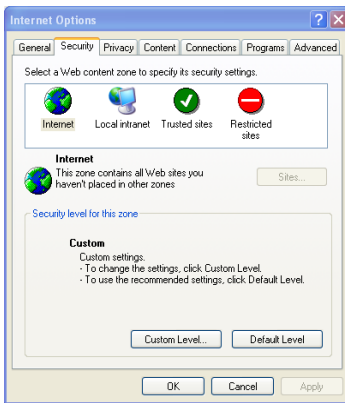 Internet Options
General Security Privacy Content Connections Programs Advanced
Select a Web content zone to specify its security settings.
Internet Local intranet Trusted sites Restricted
sites
Internet
This zone contains all Web sites you
haven't placed in other zones
Sites...
Security level for this zone
Custom
Custom settings.
- To change the settings, click Custom Level.
- To use the recommended settings, click Default Level.
Custom Level... Default Level
OK Cancel Apply